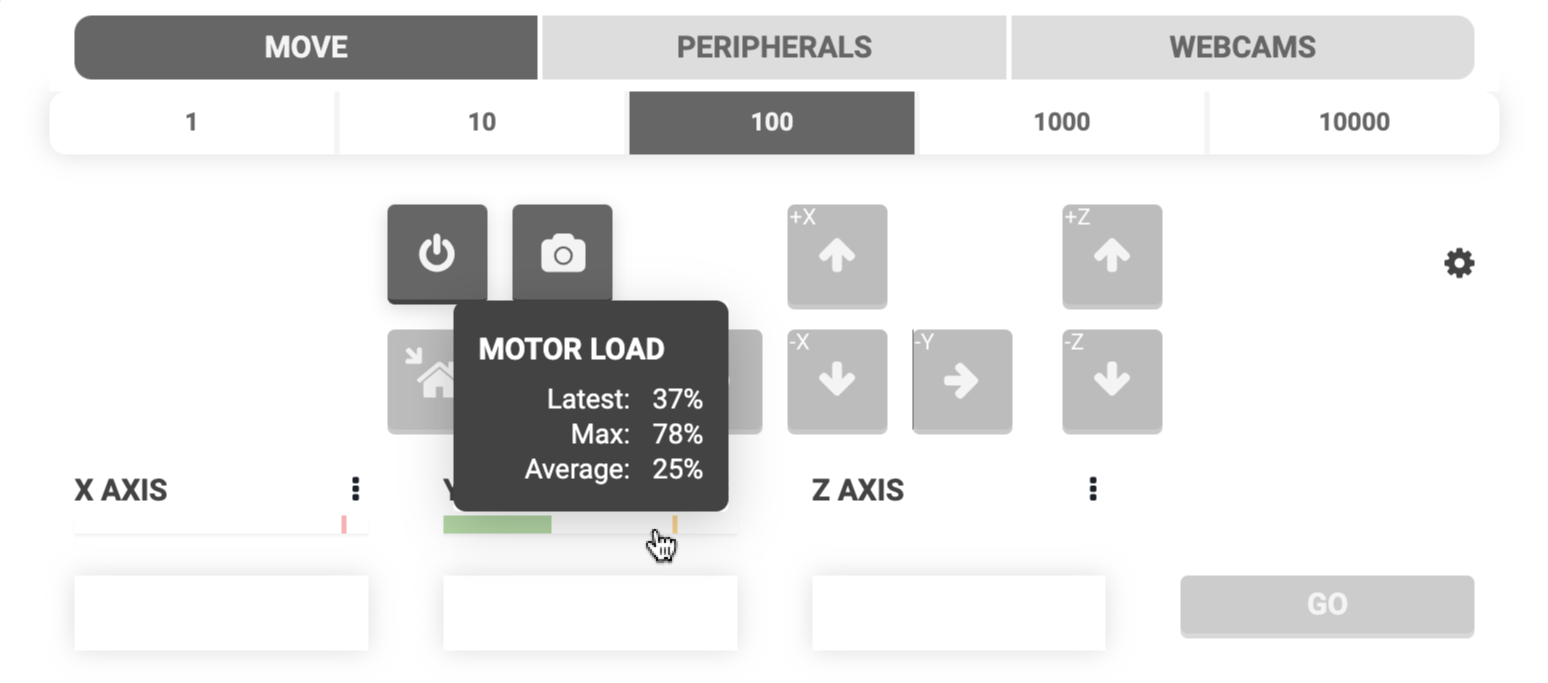 MOVE PERIPHERALS WEBCAMS
1 10 100 1000 10000
+X +Z
-X -Y -Z
MOTOR LOAD
Latest: 37%
Max: 78%
Average: 25%
X AXIS Y Z AXIS
GO